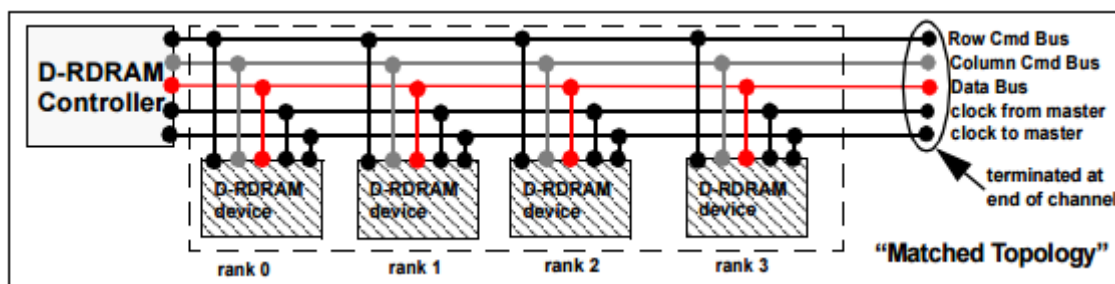 D-RDRAM
Controller
Row Cmd Bus
Column Cmd Bus
Data Bus
clock from master
clock to master
D-RDRAM
device
D-RDRAM
device
D-RDRAM
device
D-RDRAM
device
terminated at
end of channel
rank 0
rank 1
rank 2
rank 3
“Matched Topology”